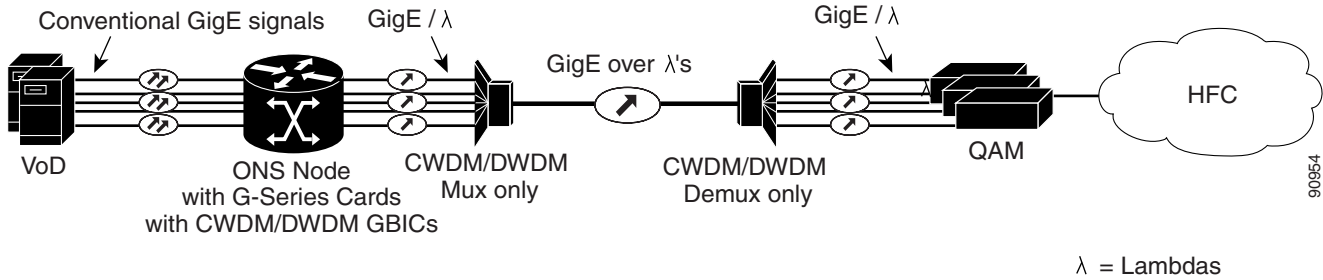 Conventional GigE signals
GigE / λ
GigE / λ
GigE over λ's
λ
HFC
VoD
QAM
ONS Node
with G-Series Cards
with CWDM/DWDM GBICs
CWDM/DWDM
Mux only
CWDM/DWDM
Demux only
90954
λ = Lambdas